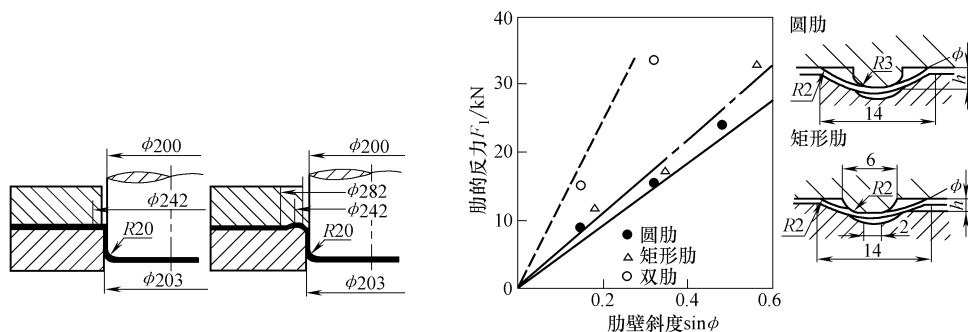 φ200
φ242
R20
φ203
φ200
φ282
φ242
R20
φ203
肋的反力F₁/kN
40
30
20
10
0
0.2
0.4
0.6
肋壁斜度sinϕ
圆肋
矩形肋
双肋
圆肋
R3
ϕ
R2
h
14
矩形肋
6
R2
ϕ
R2
h
2
14